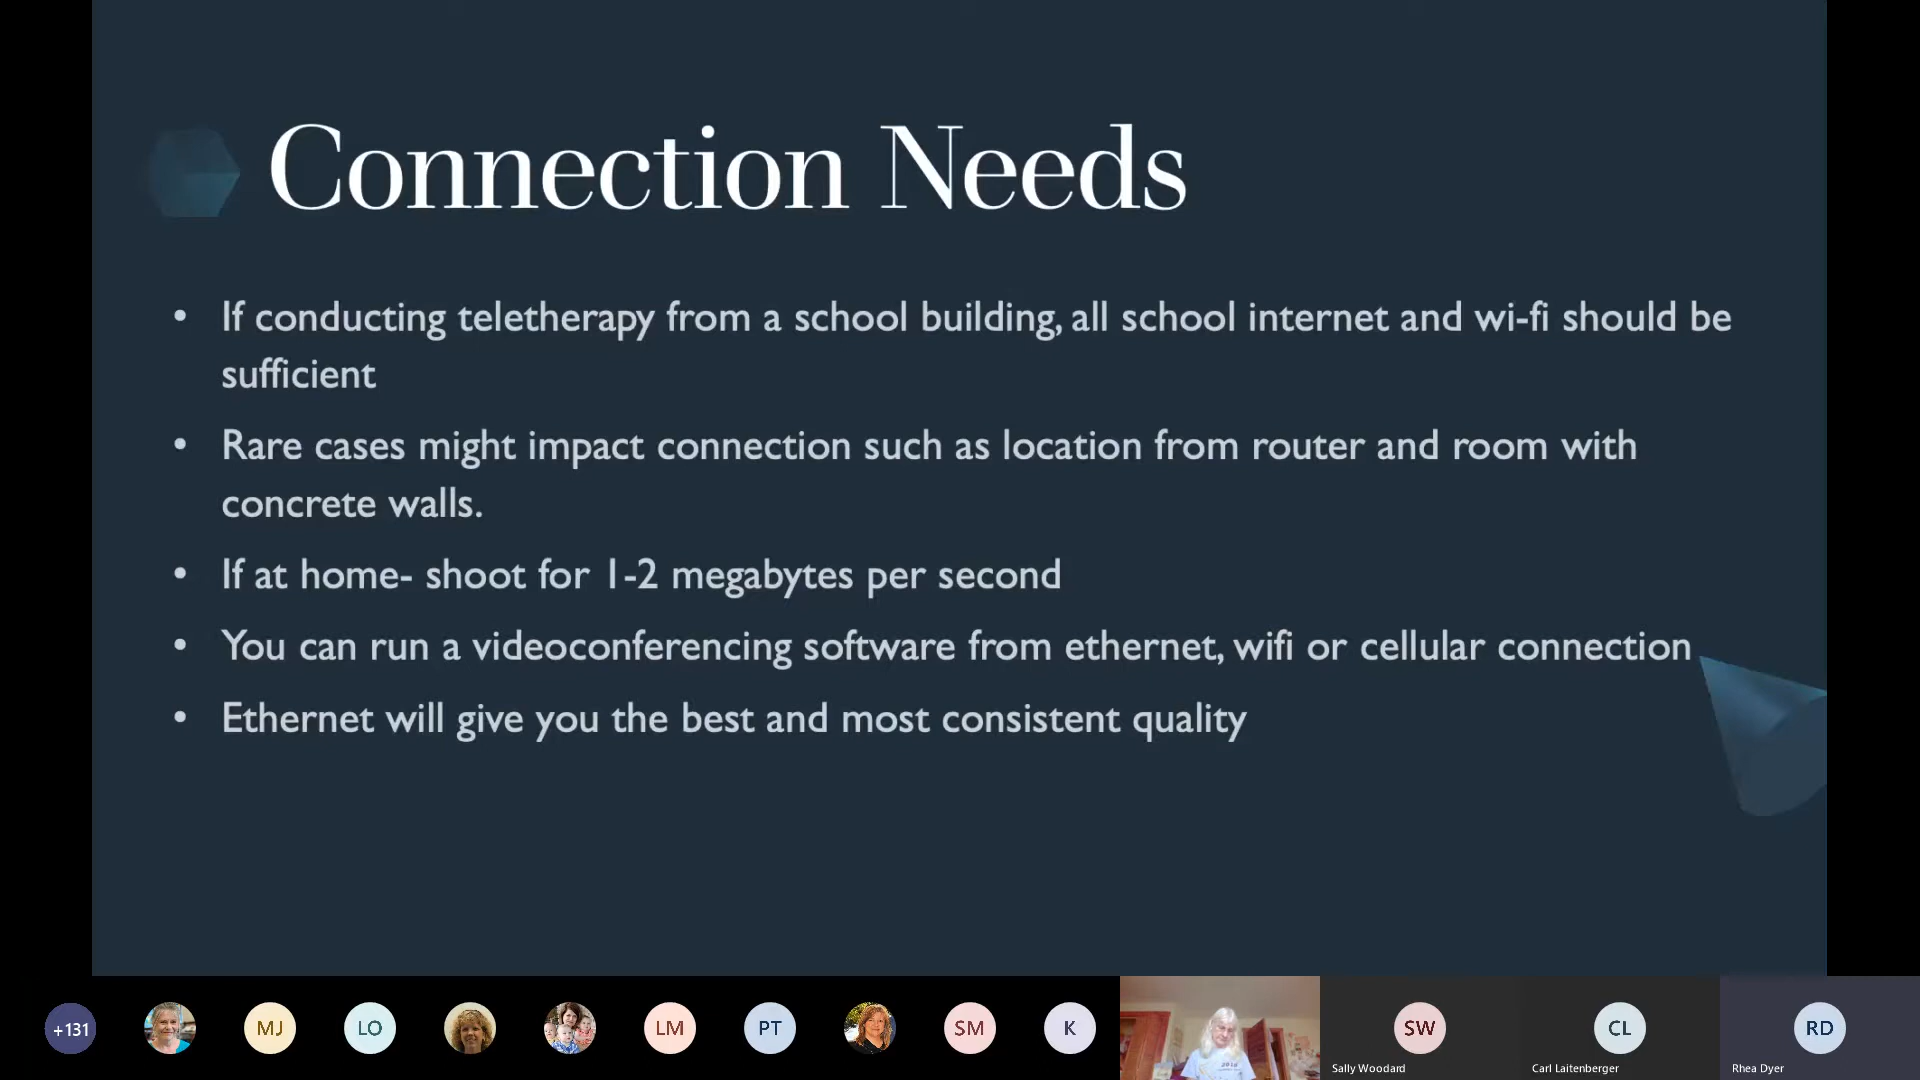 Connection Needs
• If conducting teletherapy from a school building, all school internet and wi-fi should be
sufficient
• Rare cases might impact connection such as location from router and room with
concrete walls.
• If at home- shoot for 1-2 megabytes per second
• You can run a videoconferencing software from ethernet, wifi or cellular connection
• Ethernet will give you the best and most consistent quality
+131
MJ
LO
LM
PT
SM
K
2018
SW
CL
RD
Sally Woodard
Carl Laitenberger
Rhea Dyer